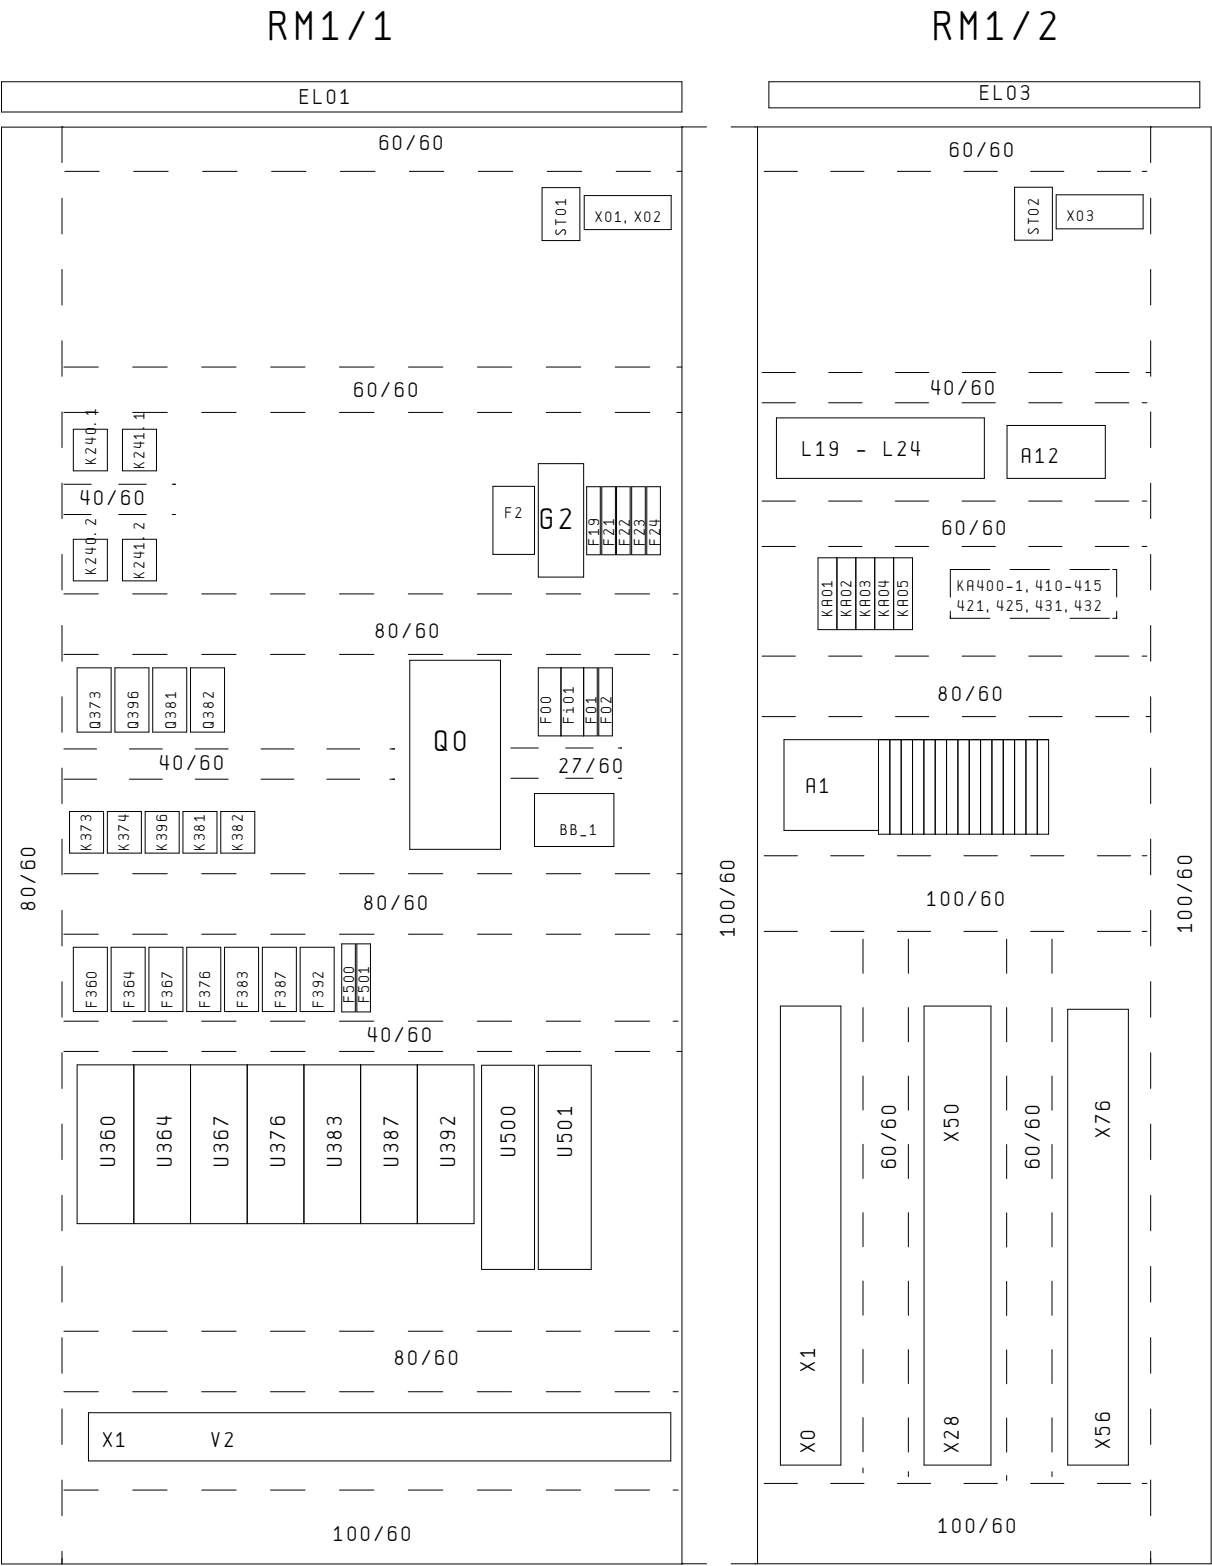 RM1/1
RM1/2
EL01
EL03
60/60
60/60
ST01
X01, X02
ST02
X03
60/60
40/60
K240.1
K241.1
L19 - L24
A12
40/60
F2
G2
F19
F21
F22
F23
F24
60/60
K240.2
K241.2
KA01
KA02
KA03
KA04
KA05
KA400-1, 410-415
421, 425, 431, 432
80/60
80/60
Q373
Q396
Q381
Q382
Q0
F00
Fi01
F01
F02
40/60
27/60
A1
K373
K374
K396
K381
K382
BB_1
80/60
100/60
100/60
80/60
100/60
F360
F364
F367
F376
F383
F387
F392
F500
F501
40/60
U360
U364
U367
U376
U383
U387
U392
U500
U501
60/60
X50
60/60
X76
80/60
X1
X1
V2
X0
X28
X56
100/60
100/60